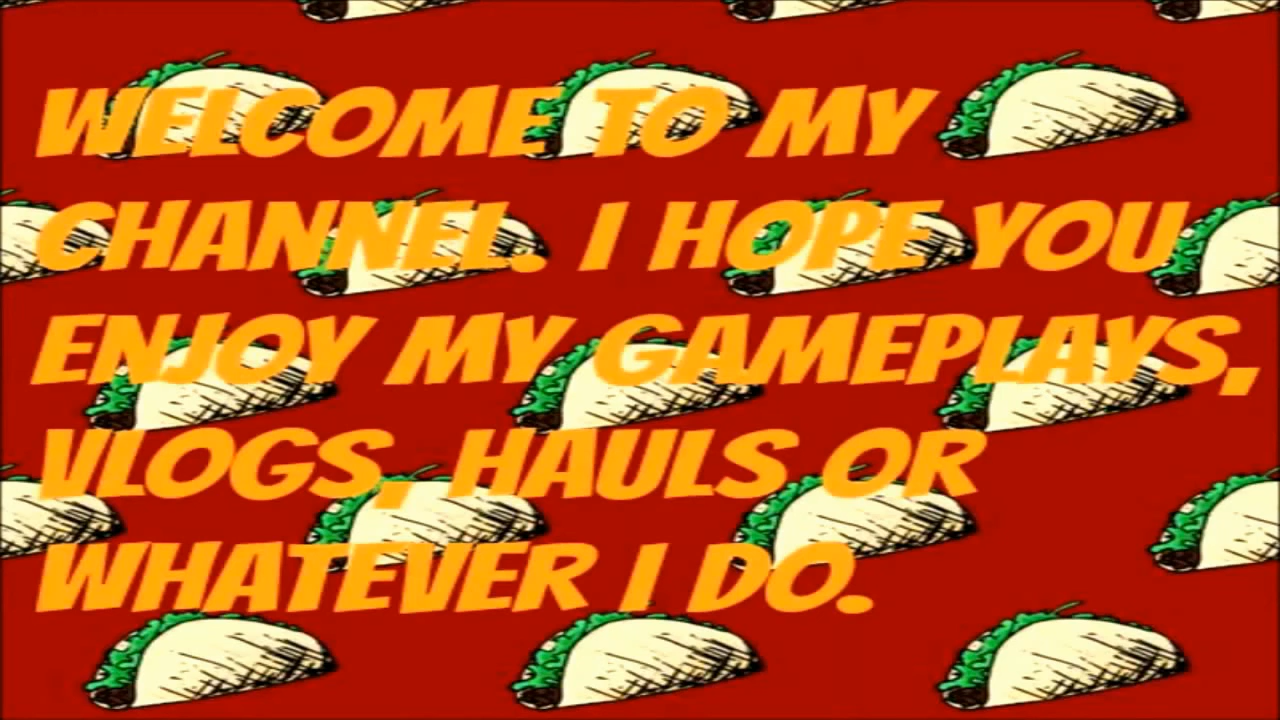 WELCOME TO MY
CHANNEL. I HOPE YOU
ENJOY MY GAMEPLAYS,
VLOGS, HAULS OR
WHATEVER I DO.